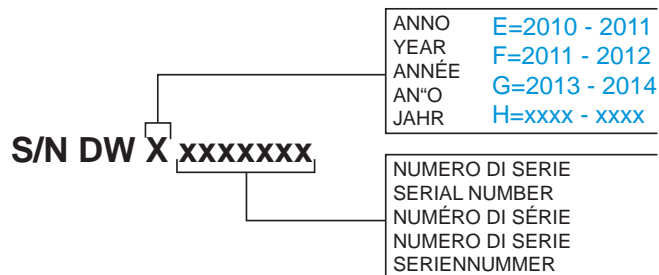 ANNO
YEAR
ANNÉE
AN“O
JAHR
E=2010 - 2011
F=2011 - 2012
G=2013 - 2014
H=xxxx - xxxx
S/N DW X xxxxxxx
NUMERO DI SERIE
SERIAL NUMBER
NUMÉRO DI SÉRIE
NUMERO DI SERIE
SERIENNUMMER